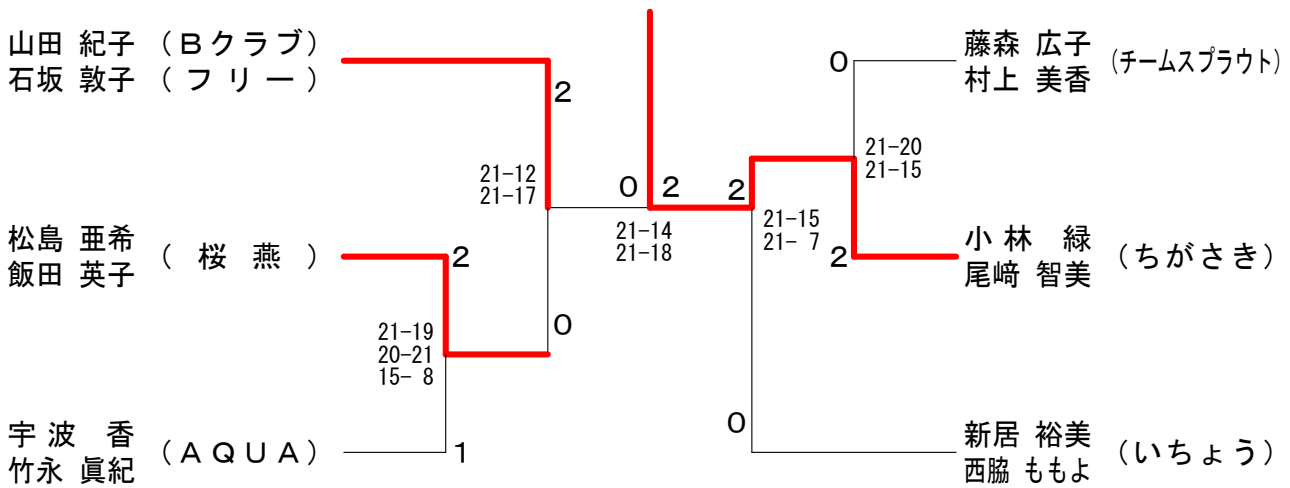 山田 紀子 （Ｂクラブ）
石坂 敦子 （フリー）
2
21-12
21-17
松島 亜希
飯田 英子 （桜燕）
2
21-19
20-21
15- 8
0
宇波 香
竹永 眞紀 （ＡＱＵＡ）
1
0 2
21-14
21-18
藤森 広子
村上 美香 (チームスプラウト)
0
21-20
21-15
2
21-15
21- 7
小林 緑
尾﨑 智美 （ちがさき）
2
新居 裕美
西脇 ももよ （いちょう）
0